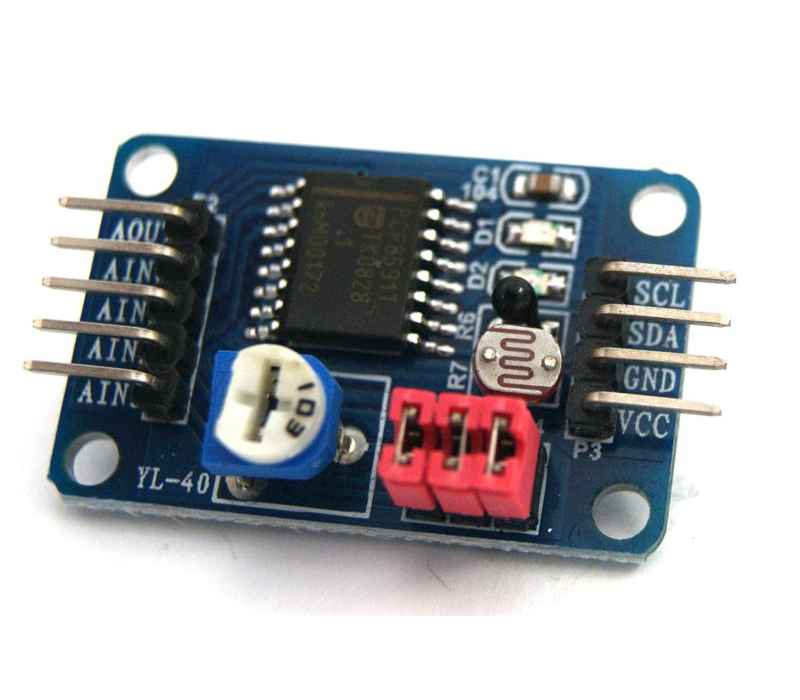 AOU
AIN
AIN
AIN
AIN
YL-40
PCF8591T
C1
104
D1
D2
R6
R7
SCL
SDA
GND
VCC
P3
103